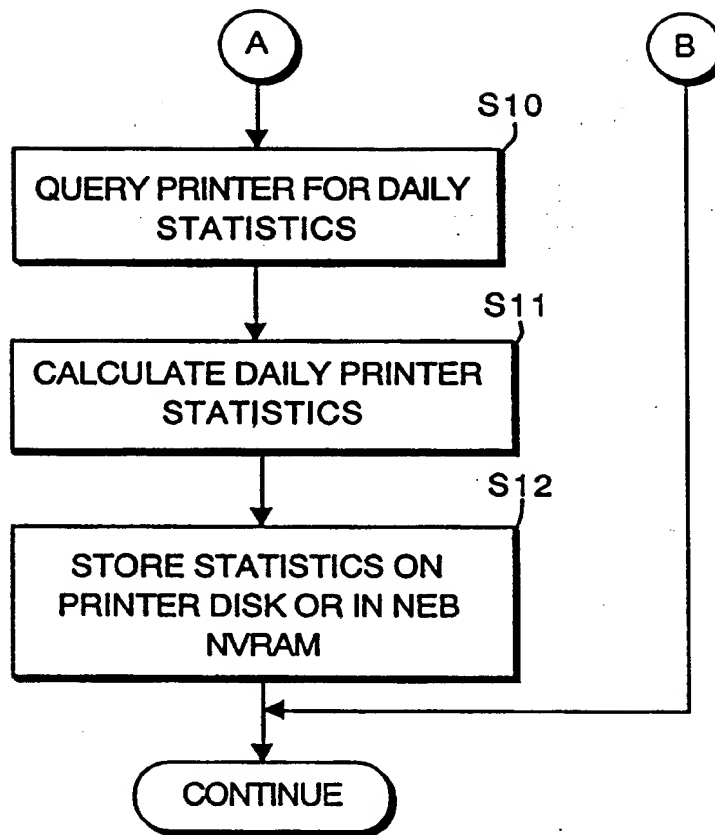 A
B
S10
QUERY PRINTER FOR DAILY
STATISTICS
S11
CALCULATE DAILY PRINTER
STATISTICS
S12
STORE STATISTICS ON
PRINTER DISK OR IN NEB
NVRAM
CONTINUE